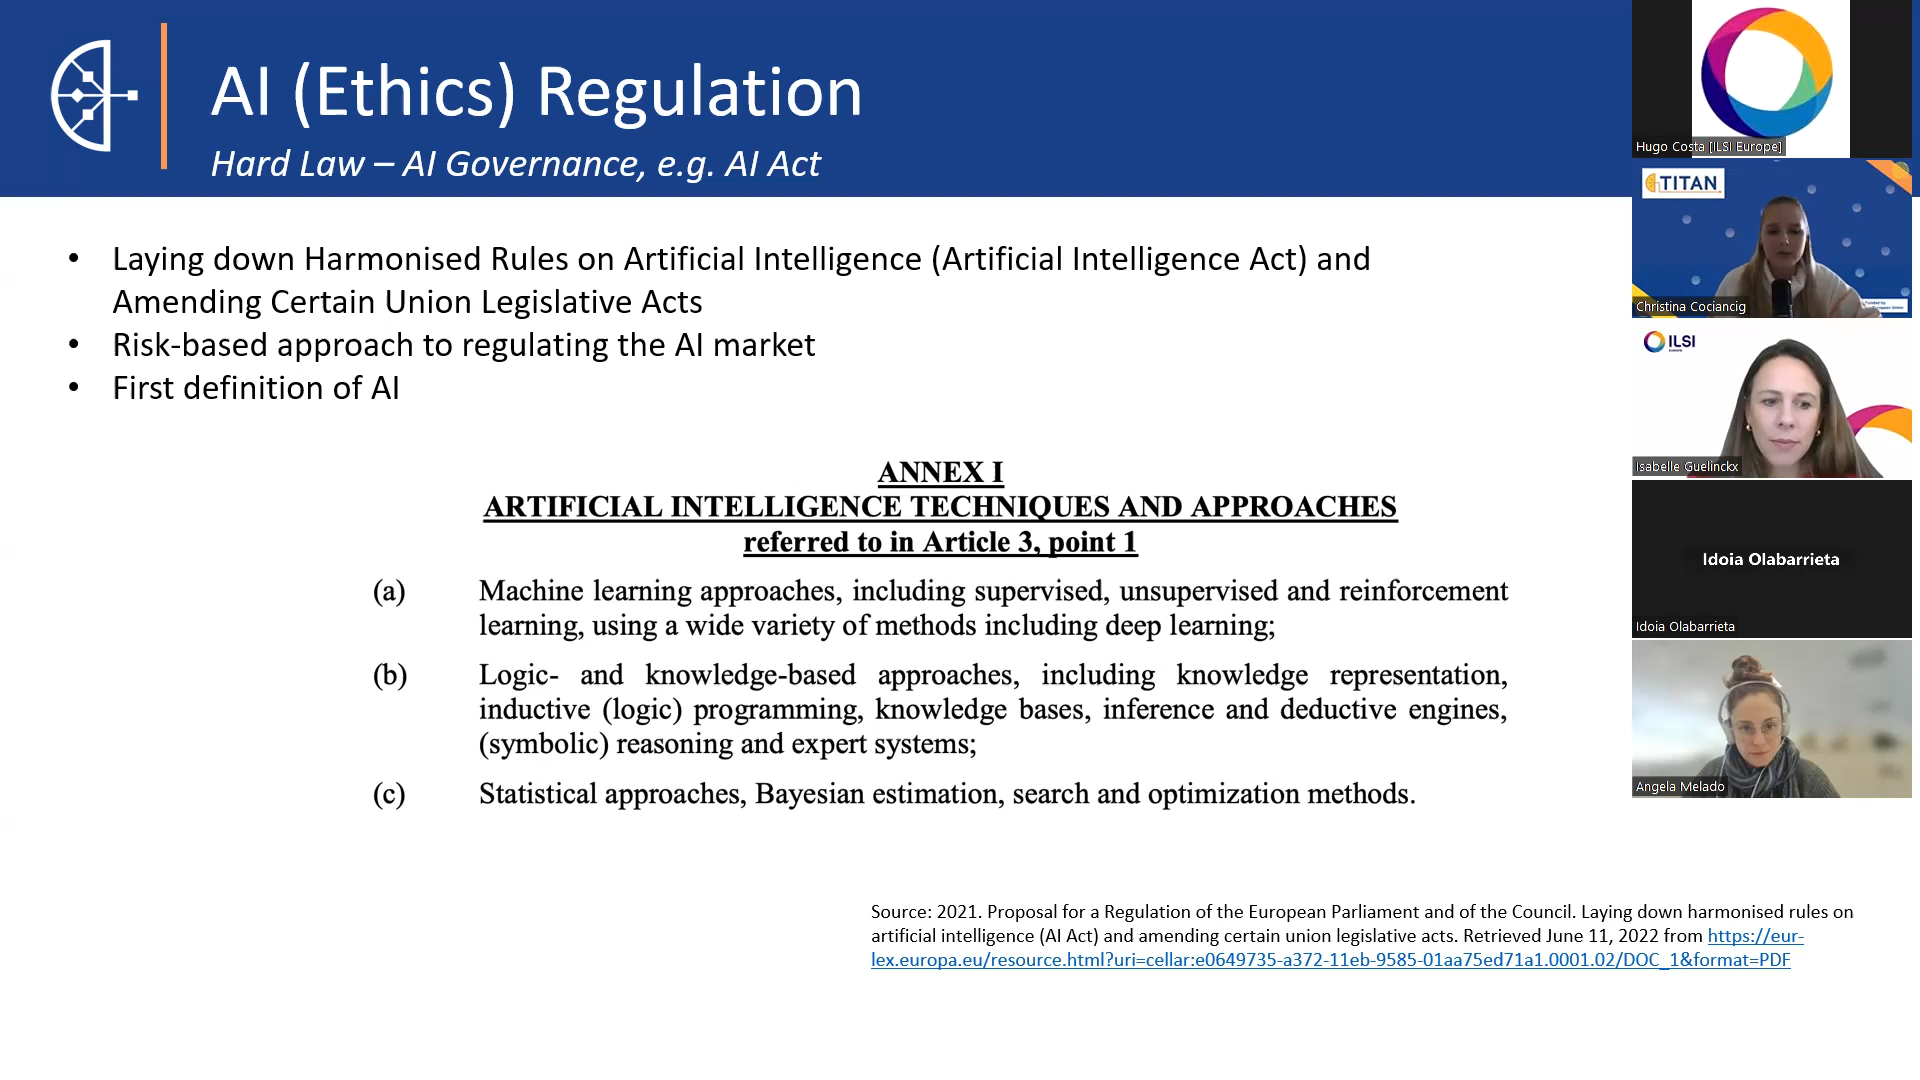 AI (Ethics) Regulation
Hard Law – AI Governance, e.g. AI Act
• Laying down Harmonised Rules on Artificial Intelligence (Artificial Intelligence Act) and
Amending Certain Union Legislative Acts
• Risk-based approach to regulating the AI market
• First definition of AI
ANNEX I
ARTIFICIAL INTELLIGENCE TECHNIQUES AND APPROACHES
referred to in Article 3, point 1
(a) Machine learning approaches, including supervised, unsupervised and reinforcement
learning, using a wide variety of methods including deep learning;
(b) Logic- and knowledge-based approaches, including knowledge representation,
inductive (logic) programming, knowledge bases, inference and deductive engines,
(symbolic) reasoning and expert systems;
(c) Statistical approaches, Bayesian estimation, search and optimization methods.
Source: 2021. Proposal for a Regulation of the European Parliament and of the Council. Laying down harmonised rules on
artificial intelligence (AI Act) and amending certain union legislative acts. Retrieved June 11, 2022 from https://eur-
lex.europa.eu/resource.html?uri=cellar:e0649735-a372-11eb-9585-01aa75ed71a1.0001.02/DOC_1&format=PDF
Hugo Costa [ILSI Europe]
TITAN
Funded by
European Union
Christina Cociancig
ILSI
EUROPE
Isabelle Guelinckx
Idoia Olabarrieta
Idoia Olabarrieta
Angela Melado